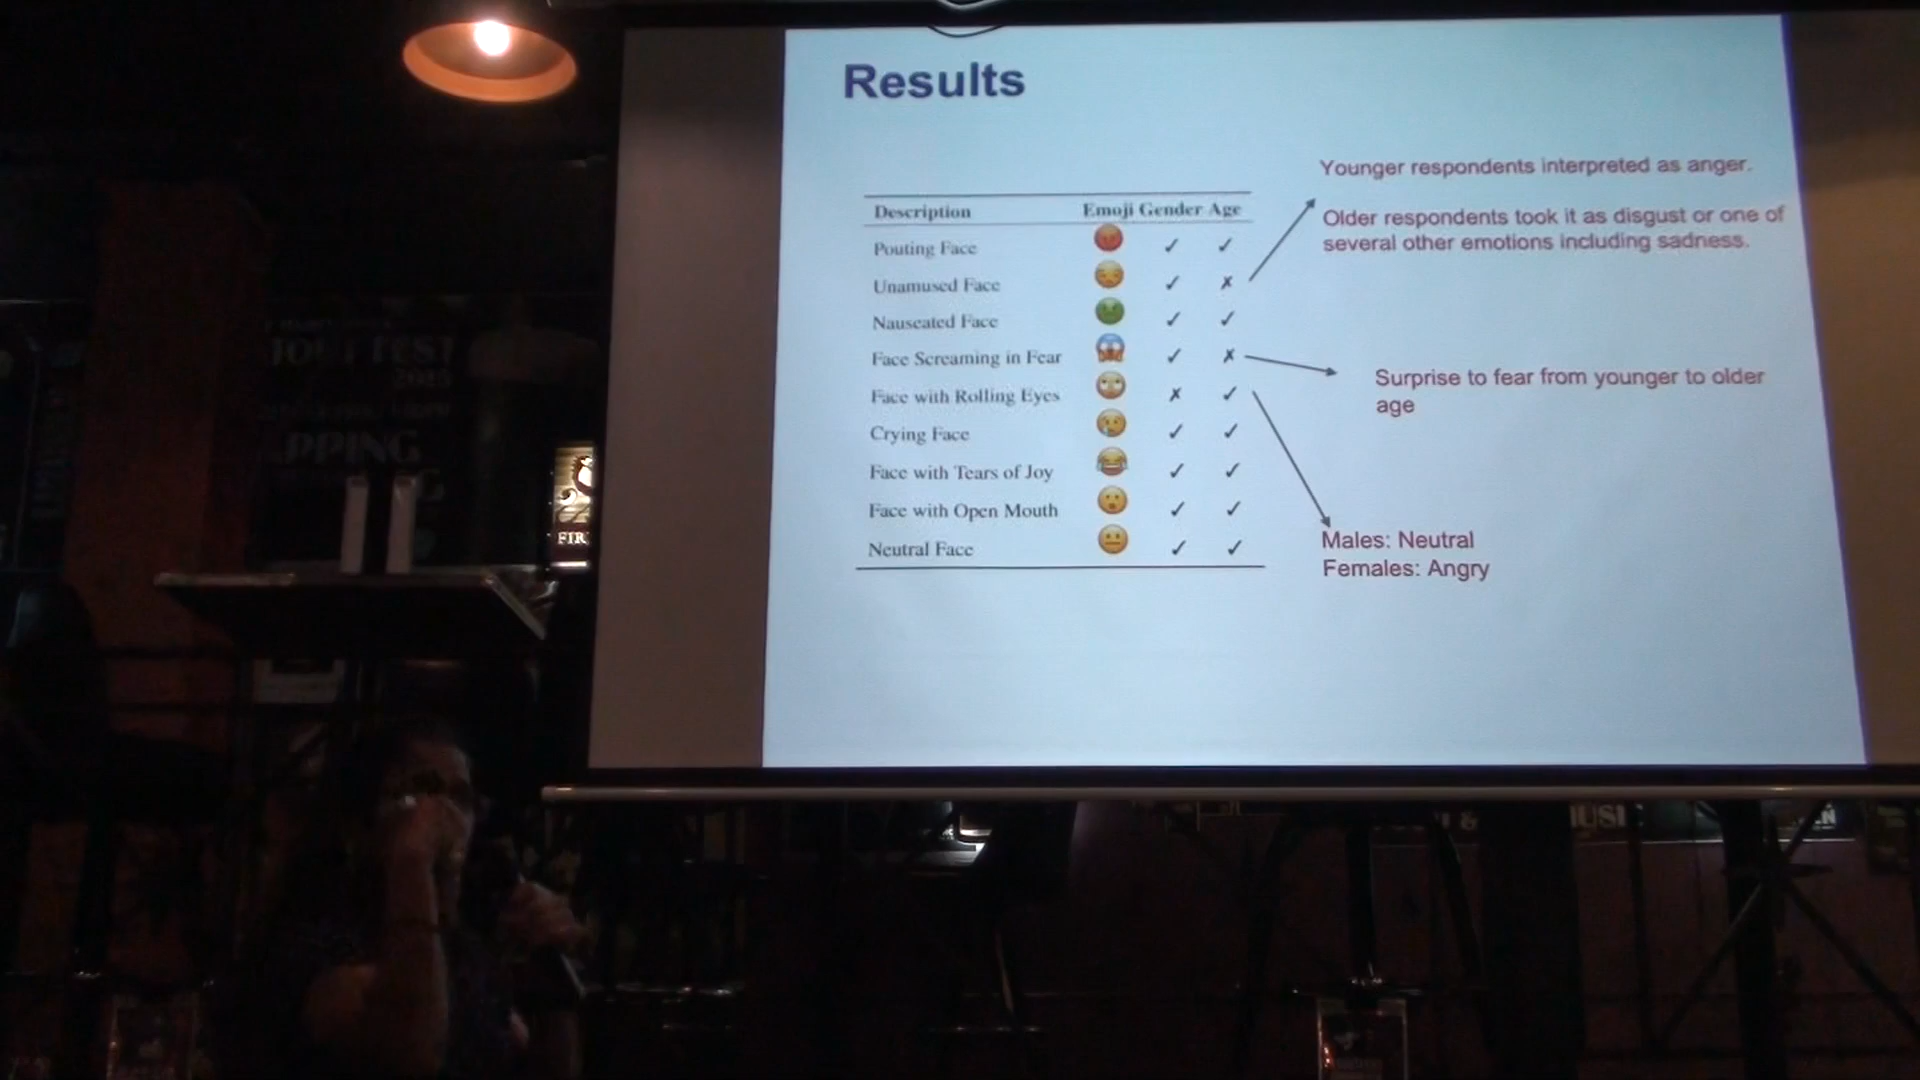 Results
Younger respondents interpreted as anger.
Older respondents took it as disgust or one of
several other emotions including sadness.
Description Emoji Gender Age
Pouting Face ✓ ✓
Unamused Face ✓ ✗
Nauseated Face ✓ ✓
Face Screaming in Fear ✓ ✗
Face with Rolling Eyes ✗ ✓
Crying Face ✓ ✓
Face with Tears of Joy ✓ ✓
Face with Open Mouth ✓ ✓
Neutral Face ✓ ✓
Surprise to fear from younger to older
age
Males: Neutral
Females: Angry
FIR